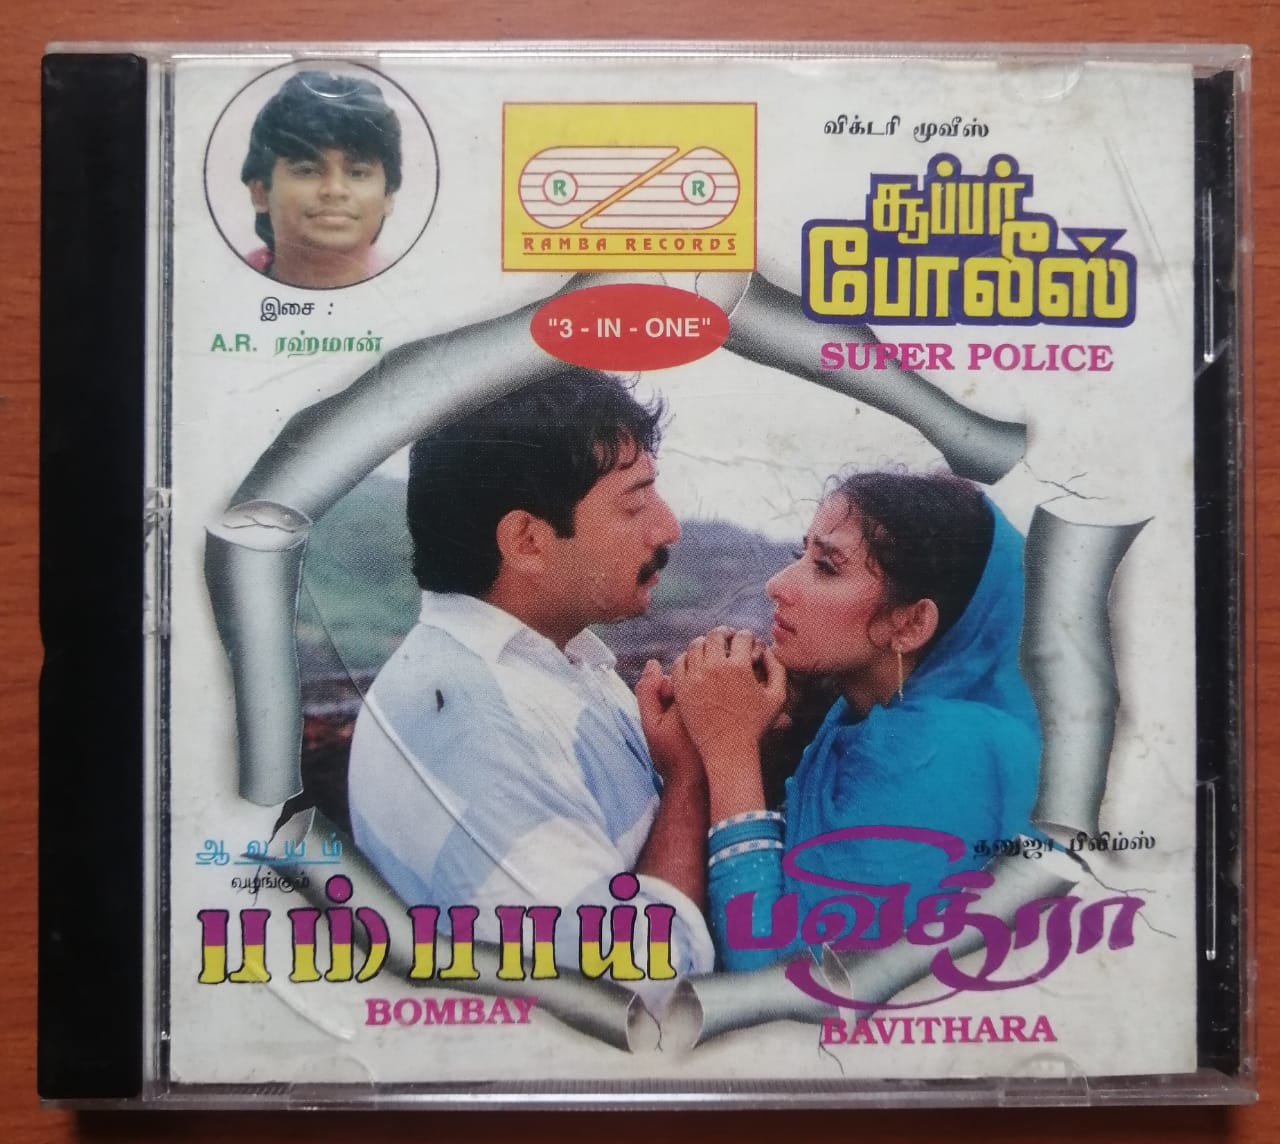 R R
RAMBA RECORDS
"3 - IN - ONE"
இசை :
A.R. ரஹ்மான்
விக்டரி மூவீஸ்
சூப்பர்
போலீஸ்
SUPER POLICE
ஆலயம்
வழங்கும்
பம்பாய்
BOMBAY
தனுஜா பிலிம்ஸ்
பவித்ரா
BAVITHARA